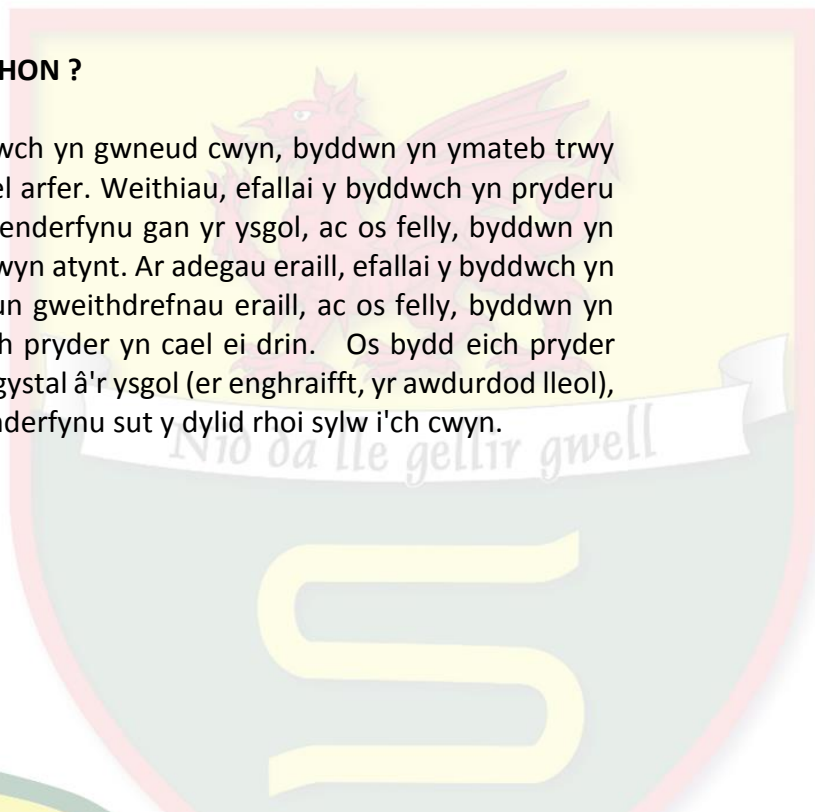 HON ?
wch yn gwneud cwyn, byddwn yn ymateb trwy
el arfer. Weithiau, efallai y byddwch yn pryderu
enderfynu gan yr ysgol, ac os felly, byddwn yn
wyn atynt. Ar adegau eraill, efallai y byddwch yn
un gweithdrefnau eraill, ac os felly, byddwn yn
h pryder yn cael ei drin. Os bydd eich pryder
gystal â'r ysgol (er enghraifft, yr awdurdod lleol),
nderfynu sut y dylid rhoi sylw i'ch cwyn.
Nid da lle gellir gwell